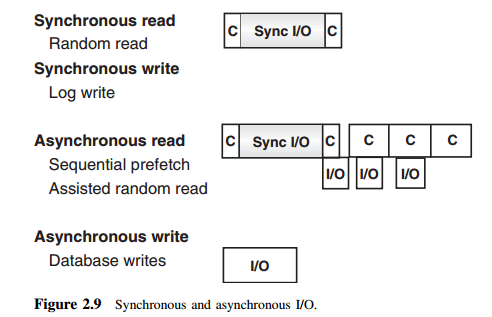 Synchronous read
Random read
C Sync I/O C
Synchronous write
Log write
Asynchronous read
C Sync I/O C C C C
Sequential prefetch
I/O I/O I/O
Assisted random read
Asynchronous write
Database writes
I/O
Figure 2.9 Synchronous and asynchronous I/O.